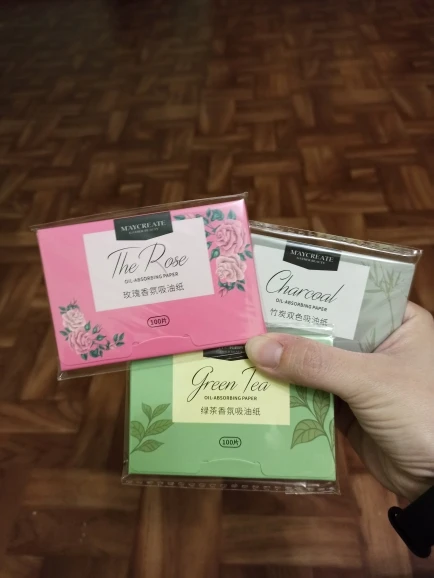 MAYCREATE
The Rose
OIL-ABSORBING PAPER
玫瑰香氛吸油纸
100片
MAYCREATE
Charcoal
OIL-ABSORBING PAPER
竹炭双色吸油纸
Green Tea
OIL-ABSORBING PAPER
绿茶香氛吸油纸
100片